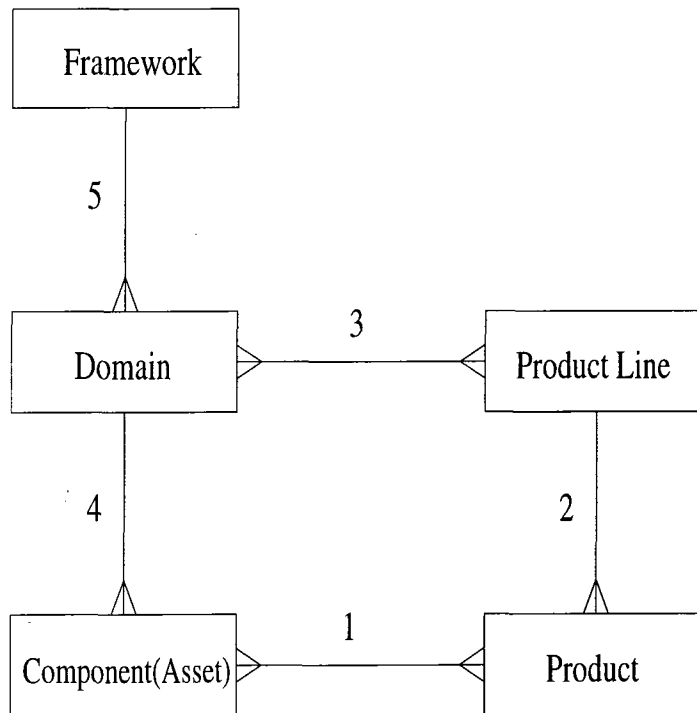 Framework
5
Domain
3
Product Line
4
2
Component(Asset)
1
Product